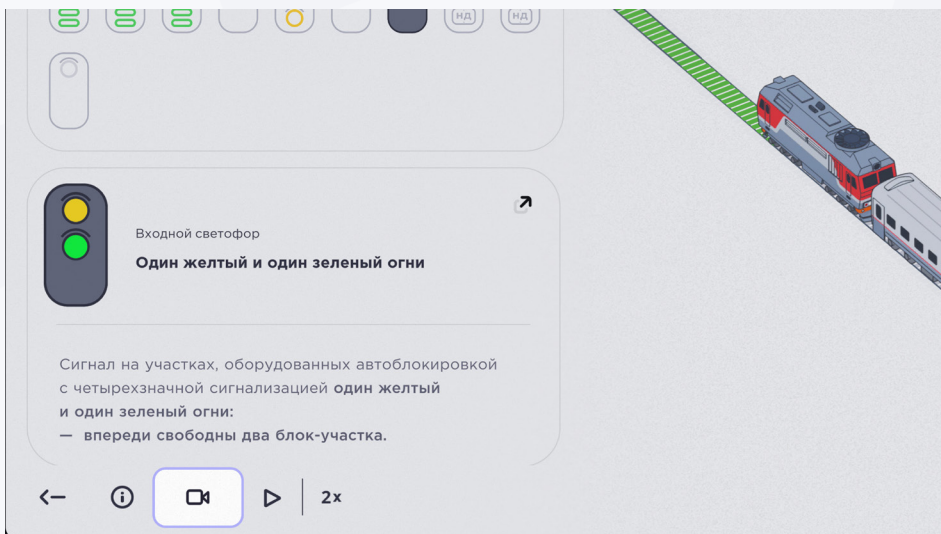 НД НД
Входной светофор
Один желтый и один зеленый огни
Сигнал на участках, оборудованных автоблокировкой
с четырехзначной сигнализацией один желтый
и один зеленый огни:
— впереди свободны два блок-участка.
2x